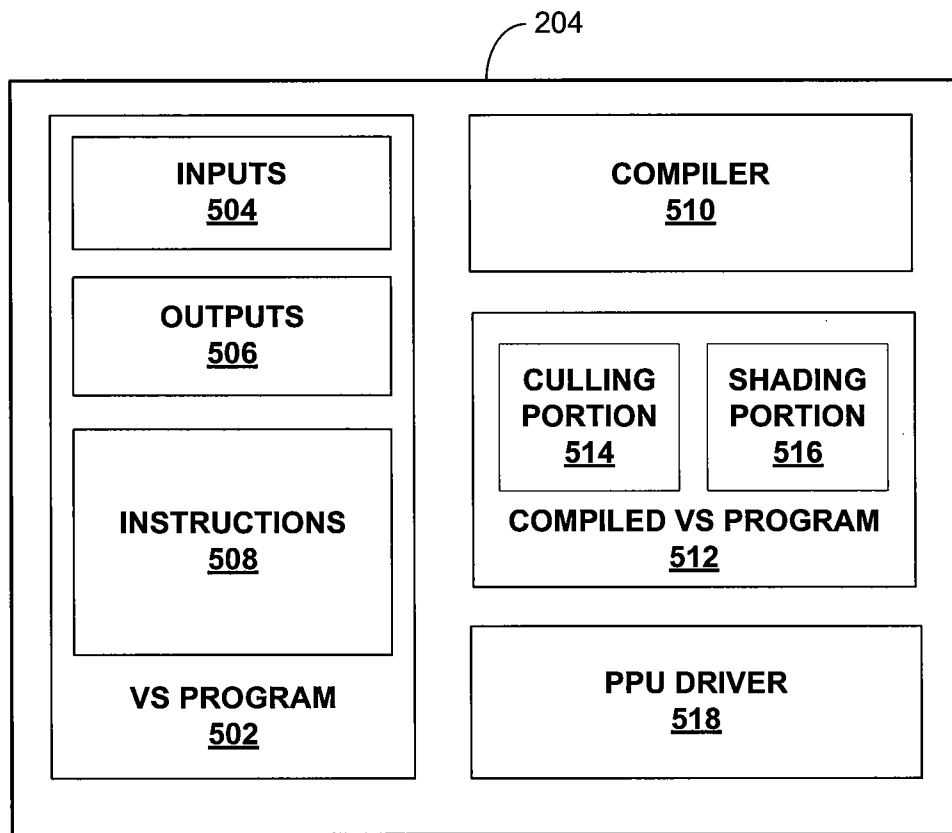 204
INPUTS
504
OUTPUTS
506
INSTRUCTIONS
508
VS PROGRAM
502
COMPILER
510
CULLING
PORTION
514
SHADING
PORTION
516
COMPILED VS PROGRAM
512
PPU DRIVER
518